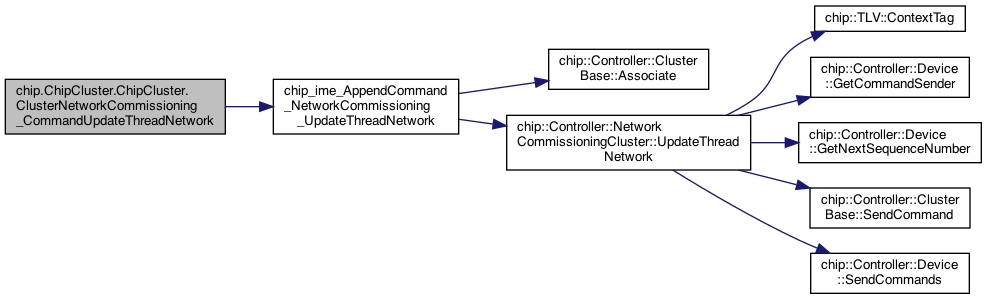 chip.ChipCluster.ChipCluster.
ClusterNetworkCommissioning
_CommandUpdateThreadNetwork
chip_ime_AppendCommand
_NetworkCommissioning
_UpdateThreadNetwork
chip::Controller::Cluster
Base::Associate
chip::Controller::Network
CommissioningCluster::UpdateThread
Network
chip::TLV::ContextTag
chip::Controller::Device
::GetCommandSender
chip::Controller::Device
::GetNextSequenceNumber
chip::Controller::Cluster
Base::SendCommand
chip::Controller::Device
::SendCommands